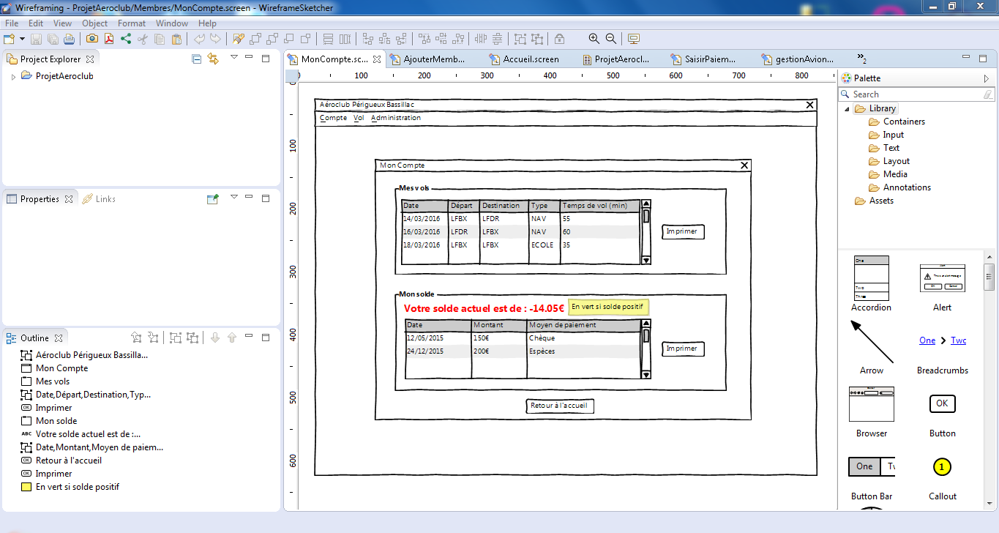 Wireframing - ProjetAeroclub/Membres/MonCompte.screen - WireframeSketcher
File Edit View Object Format Window Help
Project Explorer
ProjetAeroclub
Properties Links
Outline
Aéroclub Périgueux Bassilla...
Mon Compte
Mes vols
Date,Départ,Destination,Typ...
Imprimer
Mon solde
ABC Votre solde actuel est de :...
Date,Montant,Moyen de paiem...
Retour à l'accueil
Imprimer
En vert si solde positif
MonCompte.sc... AjouterMemb... Accueil.screen ProjetAerocl... SaisirPaiem... gestionAvion... »2
0 100 200 300 400 500 600 700 800
0
100
200
300
400
500
600
Aéroclub Périgueux Bassillac
Compte Vol Administration
Mon Compte
Mes vols
Date Départ Destination Type Temps de vol (min)
14/03/2016 LFBX LFDR NAV 55
16/03/2016 LFDR LFBX NAV 60
18/03/2016 LFBX LFBX ECOLE 35
Imprimer
Mon solde
Votre solde actuel est de : -14.05€
En vert si solde positif
Date Montant Moyen de paiement
12/05/2015 150€ Chèque
24/12/2015 200€ Espèces
Imprimer
Retour à l'accueil
Palette
Search
Library
Containers
Input
Text
Layout
Media
Annotations
Assets
One
Two
Three
Accordion Alert
One > Twc
Arrow Breadcrumbs
OK
Browser Button
One Tv
1
Button Bar Callout